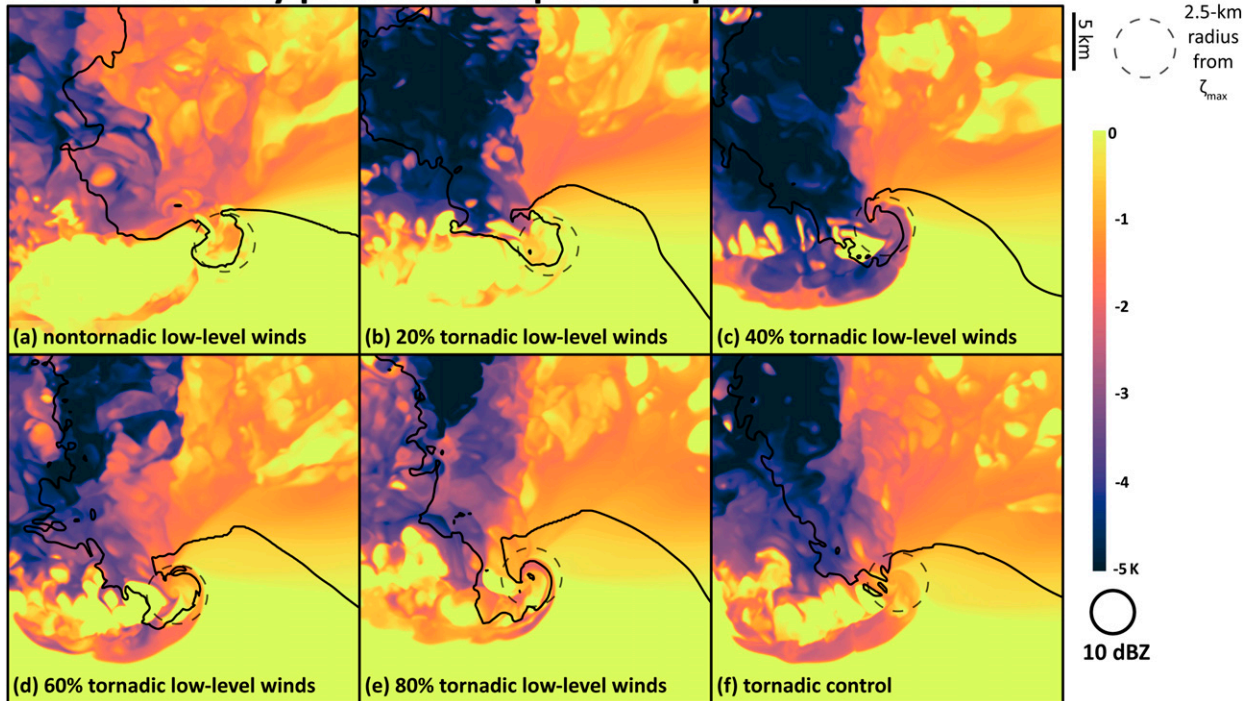 5 km
2.5-km
radius
from
ζmax
0
-1
-2
-3
-4
-5 K
10 dBZ
(a) nontornadic low-level winds
(b) 20% tornadic low-level winds
(c) 40% tornadic low-level winds
(d) 60% tornadic low-level winds
(e) 80% tornadic low-level winds
(f) tornadic control